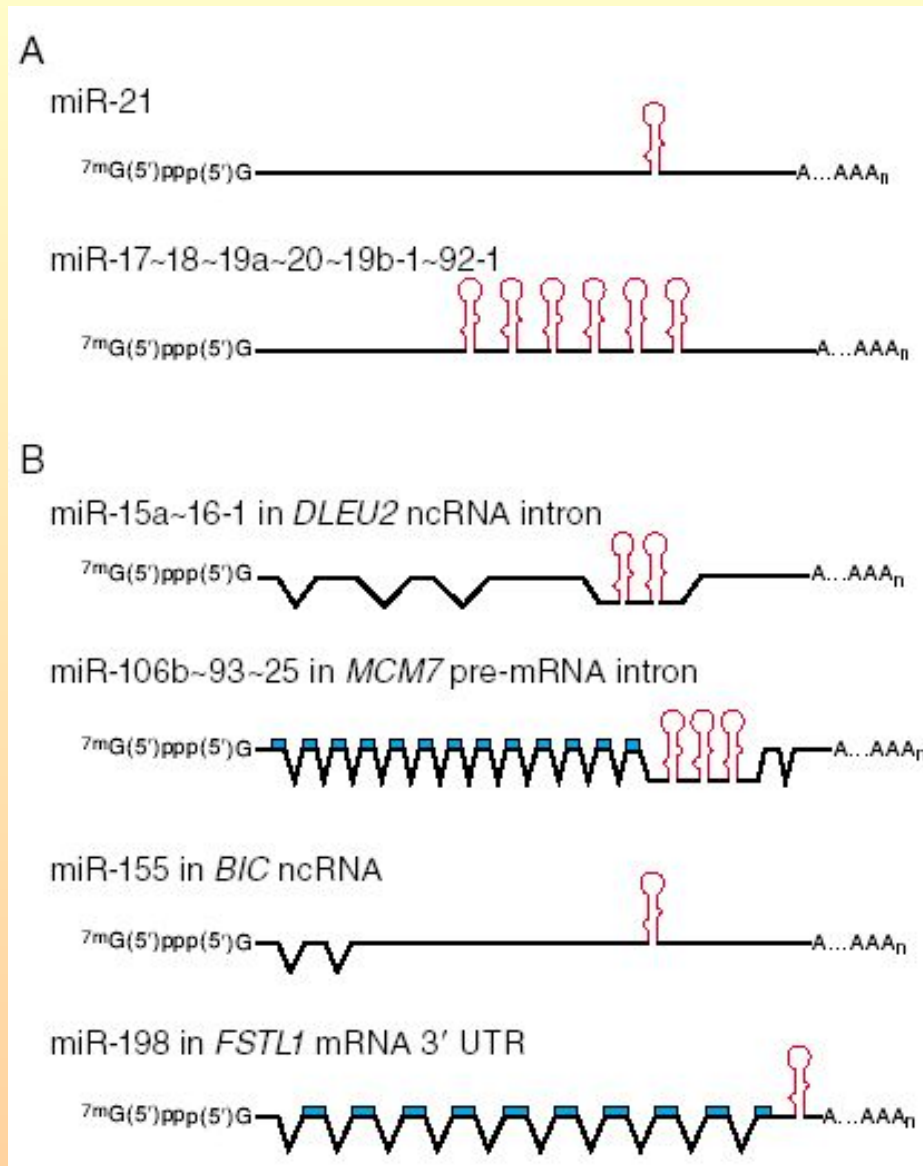 A
miR-21
7mG(5')ppp(5')G A...AAAn
miR-17~18~19a~20~19b-1~92-1
7mG(5')ppp(5')G A...AAAn
B
miR-15a~16-1 in DLEU2 ncRNA intron
7mG(5')ppp(5')G A...AAAn
miR-106b~93~25 in MCM7 pre-mRNA intron
7mG(5')ppp(5')G A...AAAn
miR-155 in BIC ncRNA
7mG(5')ppp(5')G A...AAAn
miR-198 in FSTL1 mRNA 3′ UTR
7mG(5')ppp(5')G A...AAAn